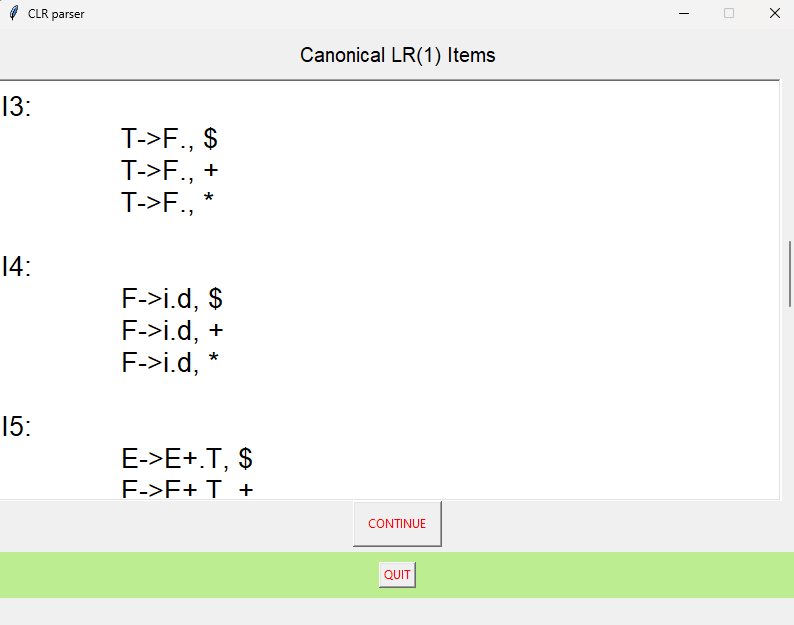 CLR parser
Canonical LR(1) Items
I3:
T->F., $
T->F., +
T->F., *
I4:
F->i.d, $
F->i.d, +
F->i.d, *
I5:
E->E+.T, $
E->E+.T, +
CONTINUE
QUIT